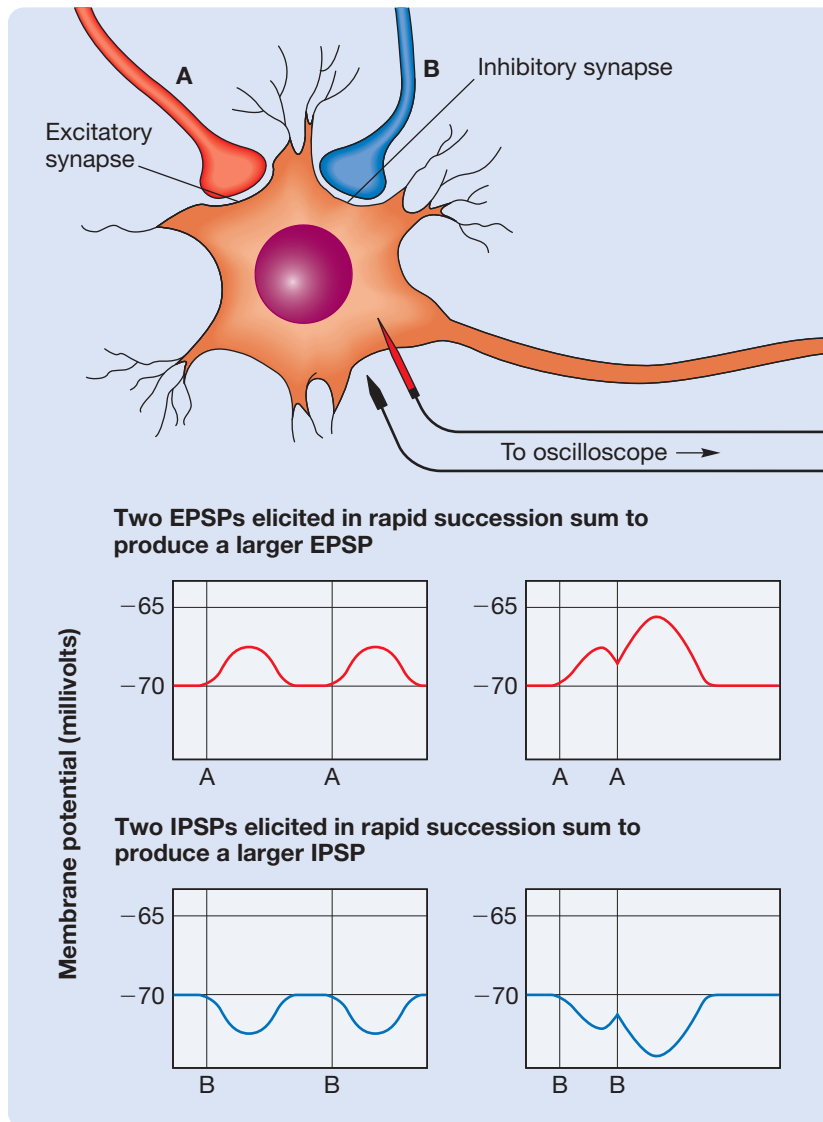 A
B
Inhibitory synapse
Excitatory
synapse
To oscilloscope
Two EPSPs elicited in rapid succession sum to
produce a larger EPSP
Membrane potential (millivolts)
−65
−70
A
A
−65
−70
A
A
Two IPSPs elicited in rapid succession sum to
produce a larger IPSP
−65
−70
B
B
−65
−70
B
B